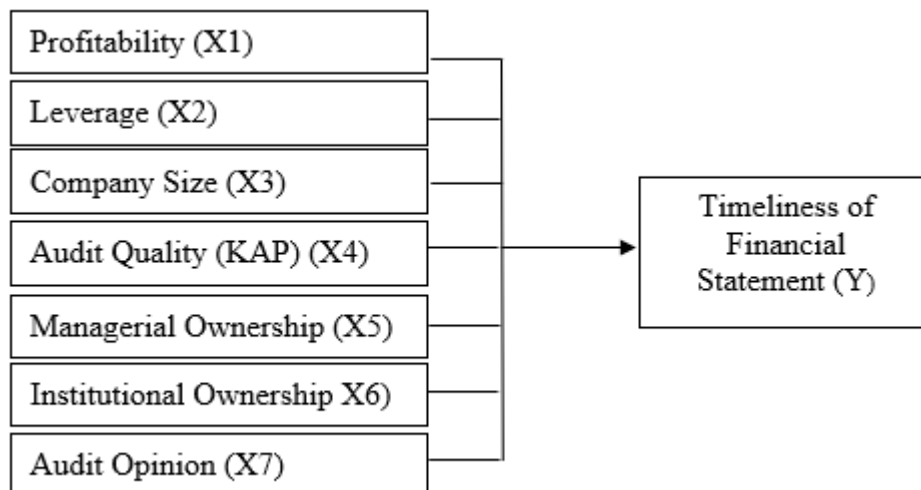 Profitability (X1)
Leverage (X2)
Company Size (X3)
Audit Quality (KAP) (X4)
Managerial Ownership (X5)
Institutional Ownership X6)
Audit Opinion (X7)
Timeliness of
Financial
Statement (Y)